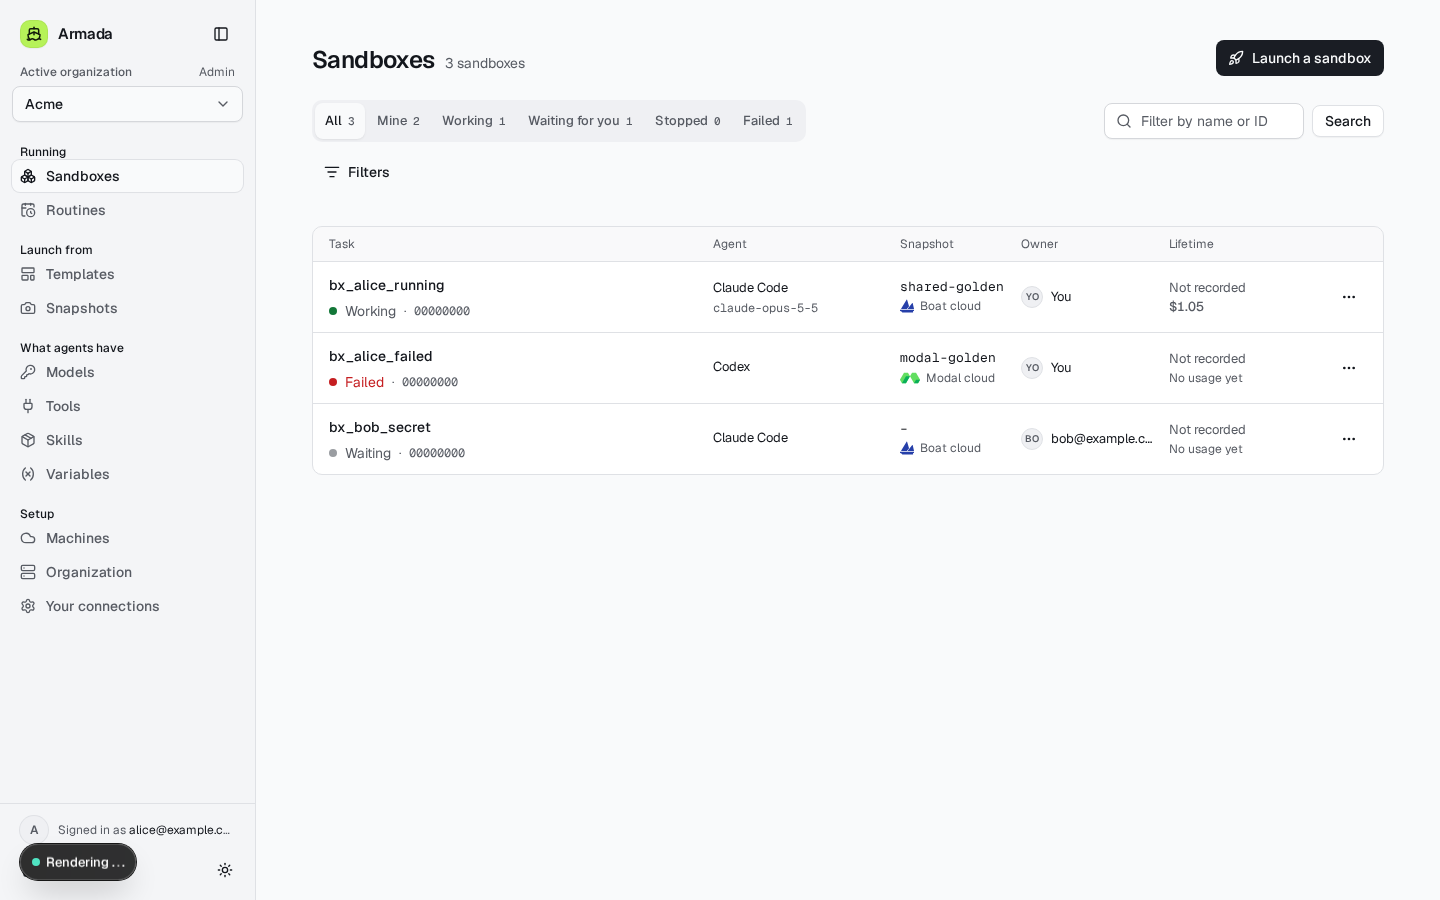 Armada
Active organization Admin
Acme
Running
Sandboxes
Routines
Launch from
Templates
Snapshots
What agents have
Models
Tools
Skills
Variables
Setup
Machines
Organization
Your connections
A Signed in as alice@example.c…
Rendering ...
Sandboxes 3 sandboxes
Launch a sandbox
All 3 Mine 2 Working 1 Waiting for you 1 Stopped 0 Failed 1
Filter by name or ID Search
Filters
Task Agent Snapshot Owner Lifetime
bx_alice_running Claude Code shared-golden YO You Not recorded
Working · 00000000 claude-opus-5-5 Boat cloud $1.05
bx_alice_failed Codex modal-golden YO You Not recorded
Failed · 00000000 Modal cloud No usage yet
bx_bob_secret Claude Code – BO bob@example.c… Not recorded
Waiting · 00000000 Boat cloud No usage yet